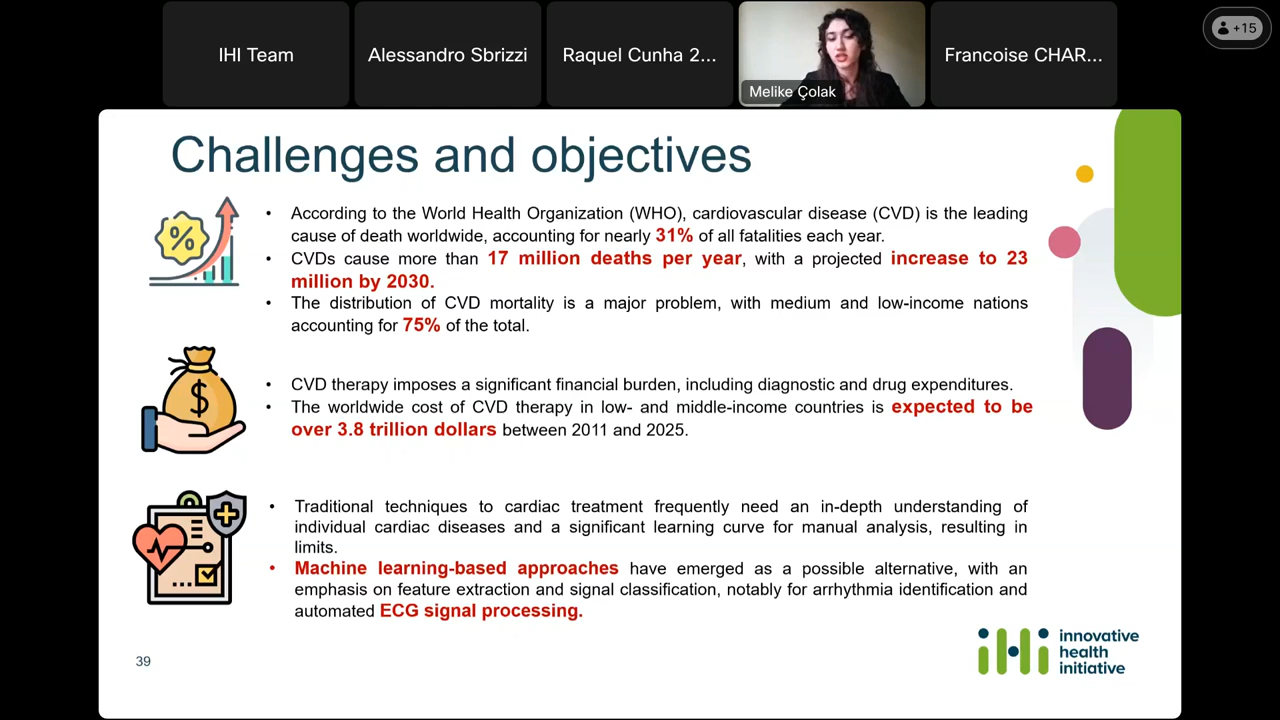 IHI Team
Alessandro Sbrizzi
Raquel Cunha 2...
Melike Çolak
Francoise CHAR...
+15
Challenges and objectives
• According to the World Health Organization (WHO), cardiovascular disease (CVD) is the leading
cause of death worldwide, accounting for nearly 31% of all fatalities each year.
• CVDs cause more than 17 million deaths per year, with a projected increase to 23
million by 2030.
• The distribution of CVD mortality is a major problem, with medium and low-income nations
accounting for 75% of the total.
%
• CVD therapy imposes a significant financial burden, including diagnostic and drug expenditures.
• The worldwide cost of CVD therapy in low- and middle-income countries is expected to be
over 3.8 trillion dollars between 2011 and 2025.
$
• Traditional techniques to cardiac treatment frequently need an in-depth understanding of
individual cardiac diseases and a significant learning curve for manual analysis, resulting in
limits.
• Machine learning-based approaches have emerged as a possible alternative, with an
emphasis on feature extraction and signal classification, notably for arrhythmia identification and
automated ECG signal processing.
39
iHi
innovative
health
initiative